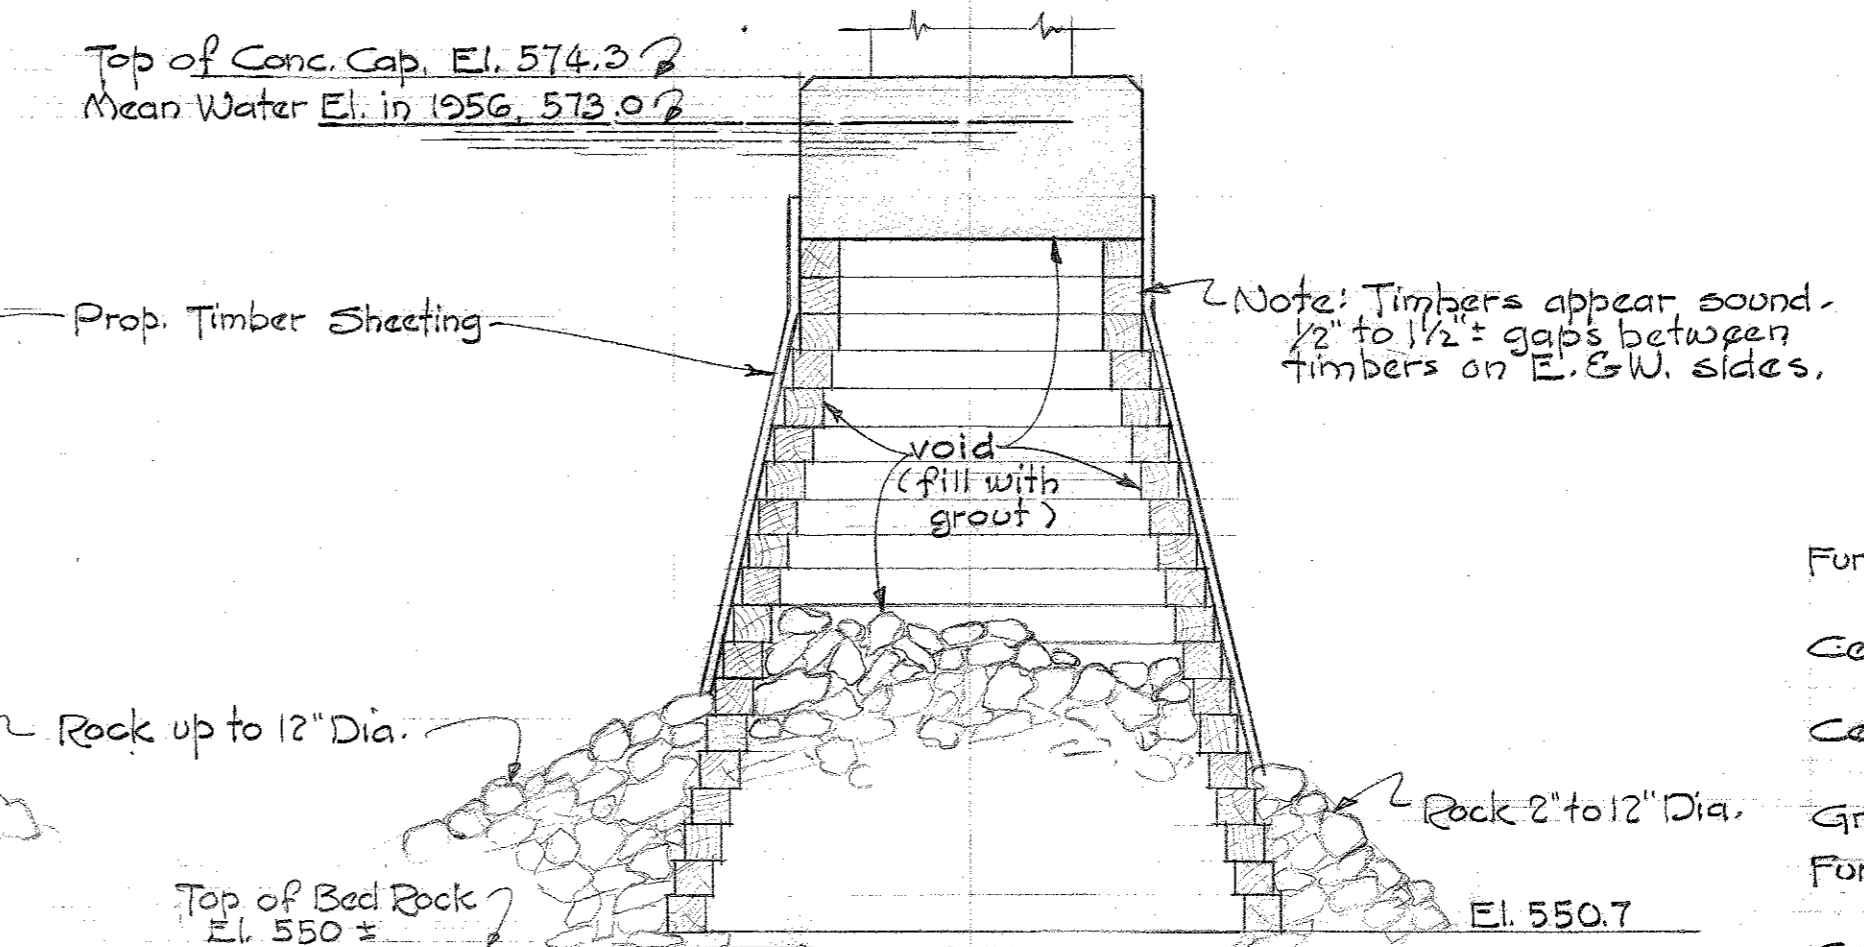 Top of Conc. Cap, El. 574.3
Mean Water El. in 1956, 573.0
Prop. Timber Sheeting
Note: Timbers appear sound-
1/2" to 1 1/2"± gaps between
timbers on E. & W. sides.
void
(fill with
grout)
Rock up to 12" Dia.
Rock 2" to 12" Dia.
Top of Bed Rock
El. 550 ±
El. 550.7